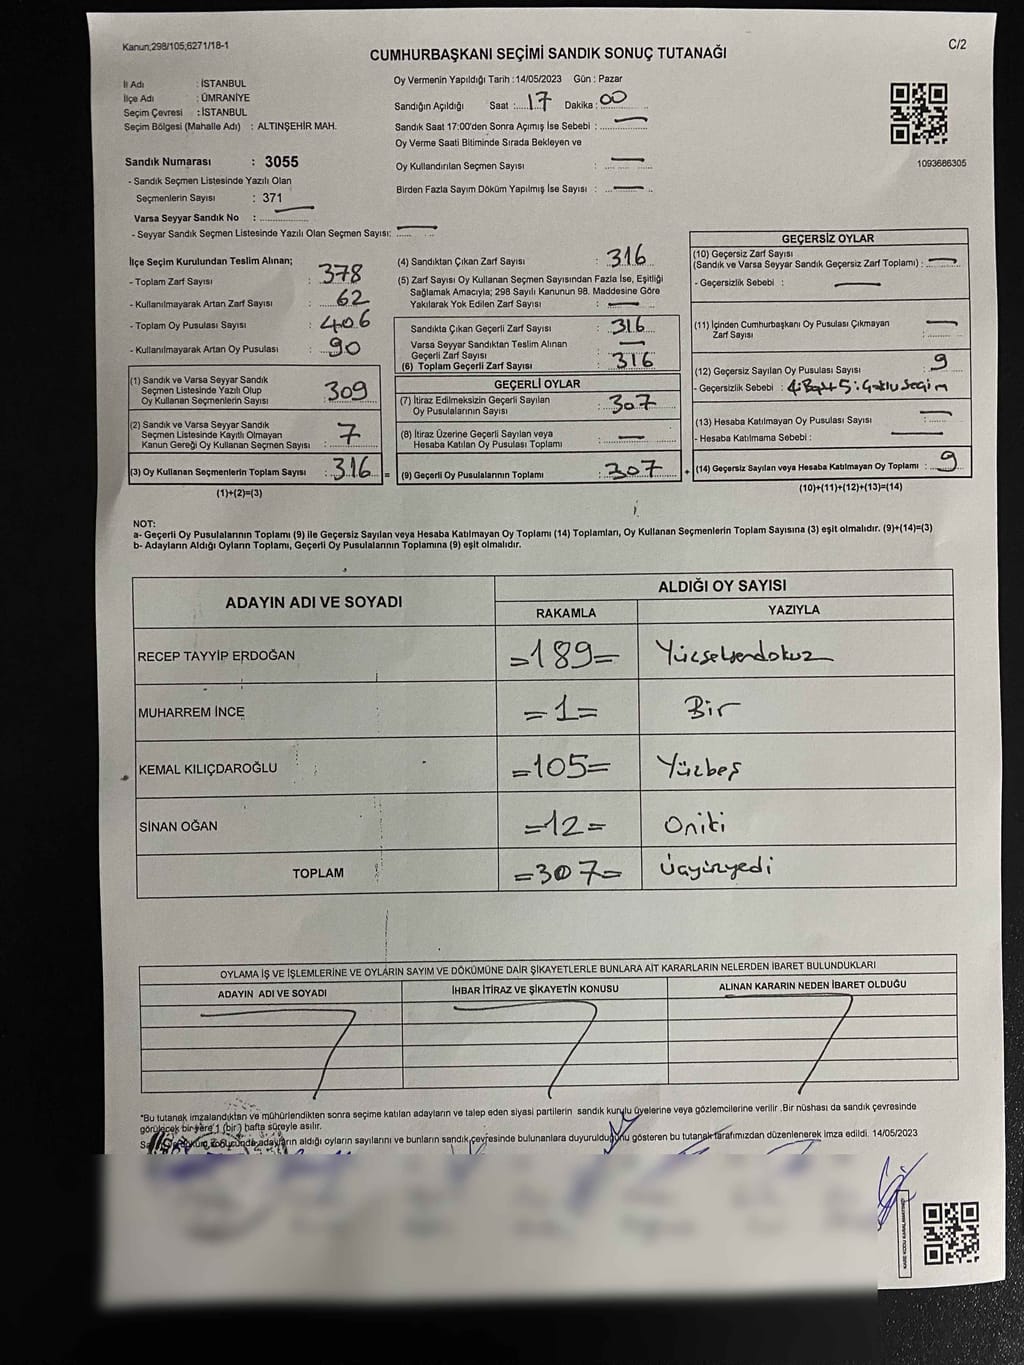 Kanun;298/105;6271/18-1
C/2
CUMHURBAŞKANI SEÇİMİ SANDIK SONUÇ TUTANAĞI
İl Adı : İSTANBUL
İlçe Adı : ÜMRANİYE
Seçim Çevresi : İSTANBUL
Seçim Bölgesi (Mahalle Adı) : ALTINŞEHİR MAH.
Oy Vermenin Yapıldığı Tarih : 14/05/2023 Gün : Pazar
Sandığın Açıldığı Saat : 17 Dakika : 00
Sandık Saat 17:00'den Sonra Açımış İse Sebebi : —
Oy Verme Saati Bitiminde Sırada Bekleyen ve
Oy Kullandırılan Seçmen Sayısı : —
Birden Fazla Sayım Döküm Yapılmış İse Sayısı : —
1093686305
Sandık Numarası : 3055
- Sandık Seçmen Listesinde Yazılı Olan
Seçmenlerin Sayısı : 371
Varsa Seyyar Sandık No : —
- Seyyar Sandık Seçmen Listesinde Yazılı Olan Seçmen Sayısı: —
İlçe Seçim Kurulundan Teslim Alınan;
- Toplam Zarf Sayısı : 378
- Kullanılmayarak Artan Zarf Sayısı : 62
- Toplam Oy Pusulası Sayısı : 406
- Kullanılmayarak Artan Oy Pusulası : 90
(1) Sandık ve Varsa Seyyar Sandık
Seçmen Listesinde Yazılı Olup
Oy Kullanan Seçmenlerin Sayısı : 309
(2) Sandık ve Varsa Seyyar Sandık
Seçmen Listesinde Kayıtlı Olmayan
Kanun Gereği Oy Kullanan Seçmen Sayısı : 7
(3) Oy Kullanan Seçmenlerin Toplam Sayısı : 316 =
(1)+(2)=(3)
(4) Sandıktan Çıkan Zarf Sayısı : 316
(5) Zarf Sayısı Oy Kullanan Seçmen Sayısından Fazla İse, Eşitliği
Sağlamak Amacıyla; 298 Sayılı Kanunun 98. Maddesine Göre
Yakılarak Yok Edilen Zarf Sayısı : —
Sandıkta Çıkan Geçerli Zarf Sayısı : 316
Varsa Seyyar Sandıktan Teslim Alınan
Geçerli Zarf Sayısı : —
(6) Toplam Geçerli Zarf Sayısı : 316
GEÇERLİ OYLAR
(7) İtiraz Edilmeksizin Geçerli Sayılan
Oy Pusulalarının Sayısı : 307
(8) İtiraz Üzerine Geçerli Sayılan veya
Hesaba Katılan Oy Pusulası Toplamı : —
(9) Geçerli Oy Pusulalarının Toplamı : 307 +
GEÇERSİZ OYLAR
(10) Geçersiz Zarf Sayısı
(Sandık ve Varsa Seyyar Sandık Geçersiz Zarf Toplamı) : —
- Geçersizlik Sebebi : —
(11) İçinden Cumhurbaşkanı Oy Pusulası Çıkmayan
Zarf Sayısı : —
(12) Geçersiz Sayılan Oy Pusulası Sayısı : 9
- Geçersizlik Sebebi : 4: Boş 5: Çoklu Seçim
(13) Hesaba Katılmayan Oy Pusulası Sayısı : —
- Hesaba Katılmama Sebebi : —
(14) Geçersiz Sayılan veya Hesaba Katılmayan Oy Toplamı : 9
(10)+(11)+(12)+(13)=(14)
NOT:
a- Geçerli Oy Pusulalarının Toplamı (9) ile Geçersiz Sayılan veya Hesaba Katılmayan Oy Toplamı (14) Toplamları, Oy Kullanan Seçmenlerin Toplam Sayısına (3) eşit olmalıdır. (9)+(14)=(3)
b- Adayların Aldığı Oyların Toplamı, Geçerli Oy Pusulalarının Toplamına (9) eşit olmalıdır.
ADAYIN ADI VE SOYADI
ALDIĞI OY SAYISI
RAKAMLA YAZIYLA
RECEP TAYYİP ERDOĞAN =189= Yüzseksendokuz
MUHARREM İNCE =1= Bir
KEMAL KILIÇDAROĞLU =105= Yüzbeş
SİNAN OĞAN =12= Oniki
TOPLAM =307= Üçyüzyedi
OYLAMA İŞ VE İŞLEMLERİNE VE OYLARIN SAYIM VE DÖKÜMÜNE DAİR ŞİKAYETLERLE BUNLARA AİT KARARLARIN NELERDEN İBARET BULUNDUKLARI
ADAYIN ADI VE SOYADI İHBAR İTİRAZ VE ŞİKAYETİN KONUSU ALINAN KARARIN NEDEN İBARET OLDUĞU
"Bu tutanak imzalandıktan ve mühürlendikten sonra seçime katılan adayların ve talep eden siyasi partilerin sandık kurulu üyelerine veya gözlemcilerine verilir .Bir nüshası da sandık çevresinde
görülecek bir yere 1 (bir) hafta süreyle asılır.
adayların aldığı oyların sayılarını ve bunların sandık çevresinde bulunanlara duyurulduğunu gösteren bu tutanak tarafımızdan düzenlenerek imza edildi. 14/05/2023